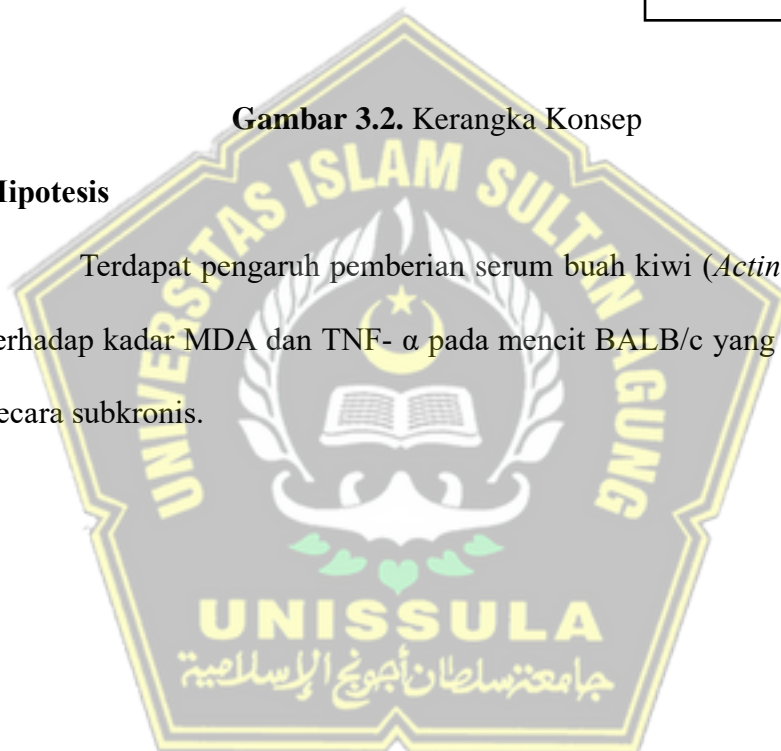 Gambar 3.2. Kerangka Konsep
Hipotesis
Terdapat pengaruh pemberian serum buah kiwi (Actin
erhadap kadar MDA dan TNF- α pada mencit BALB/c yang
ecara subkronis.
UNIVERSITAS ISLAM SULTAN AGUNG
UNISSULA
جامعة سلطان أجونج الإسلامية